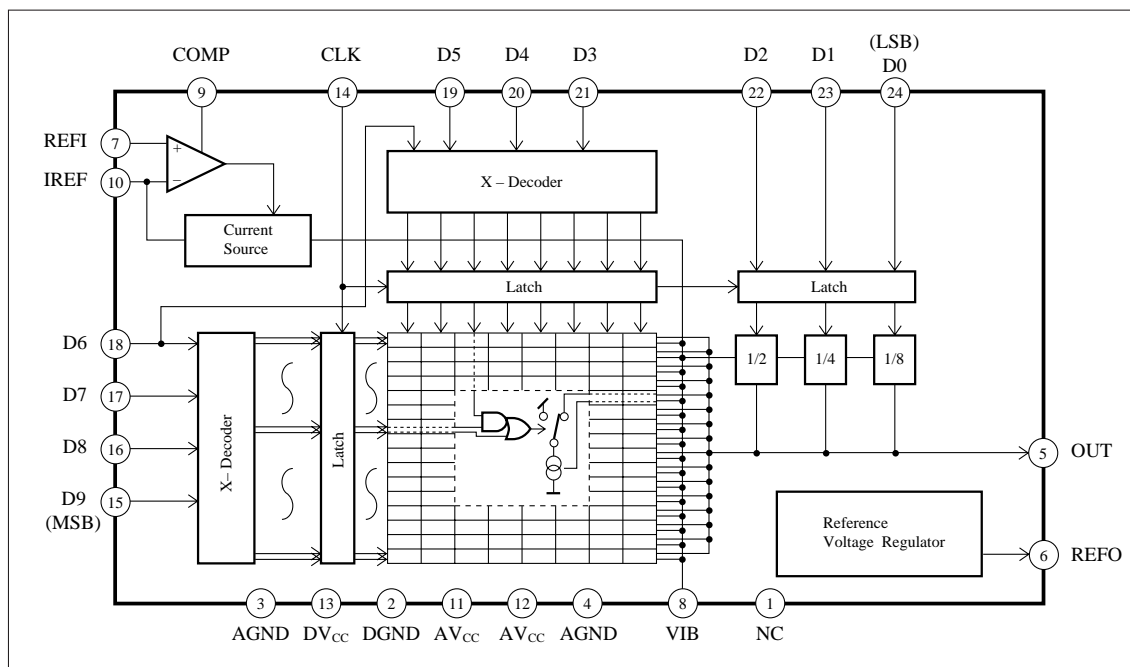 COMP
CLK
D5
D4
D3
D2
D1
(LSB)
D0
9
14
19
20
21
22
23
24
REFI
7
+
IREF
10
−
X – Decoder
Current
Source
Latch
Latch
D6
18
1/2
1/4
1/8
D7
17
D8
16
X– Decoder
Latch
5
OUT
D9
15
(MSB)
Reference
Voltage Regulator
6
REFO
3
13
2
11
12
4
8
1
AGND
DVCC
DGND
AVCC
AVCC
AGND
VIB
NC